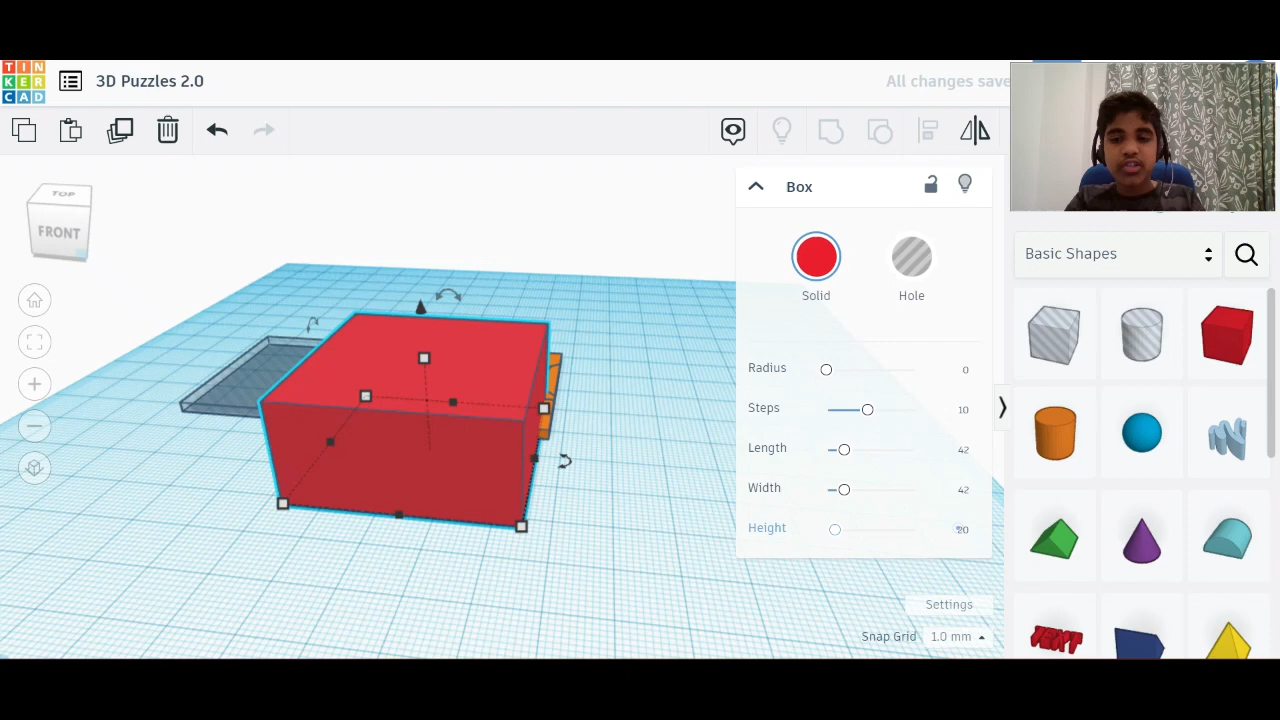 TIN
KER
CAD
3D Puzzles 2.0
All changes save
TOP
FRONT
Box
Solid
Hole
Radius 0
Steps 10
Length 42
Width 42
Height 20
Settings
Snap Grid 1.0 mm
Basic Shapes
TEXT